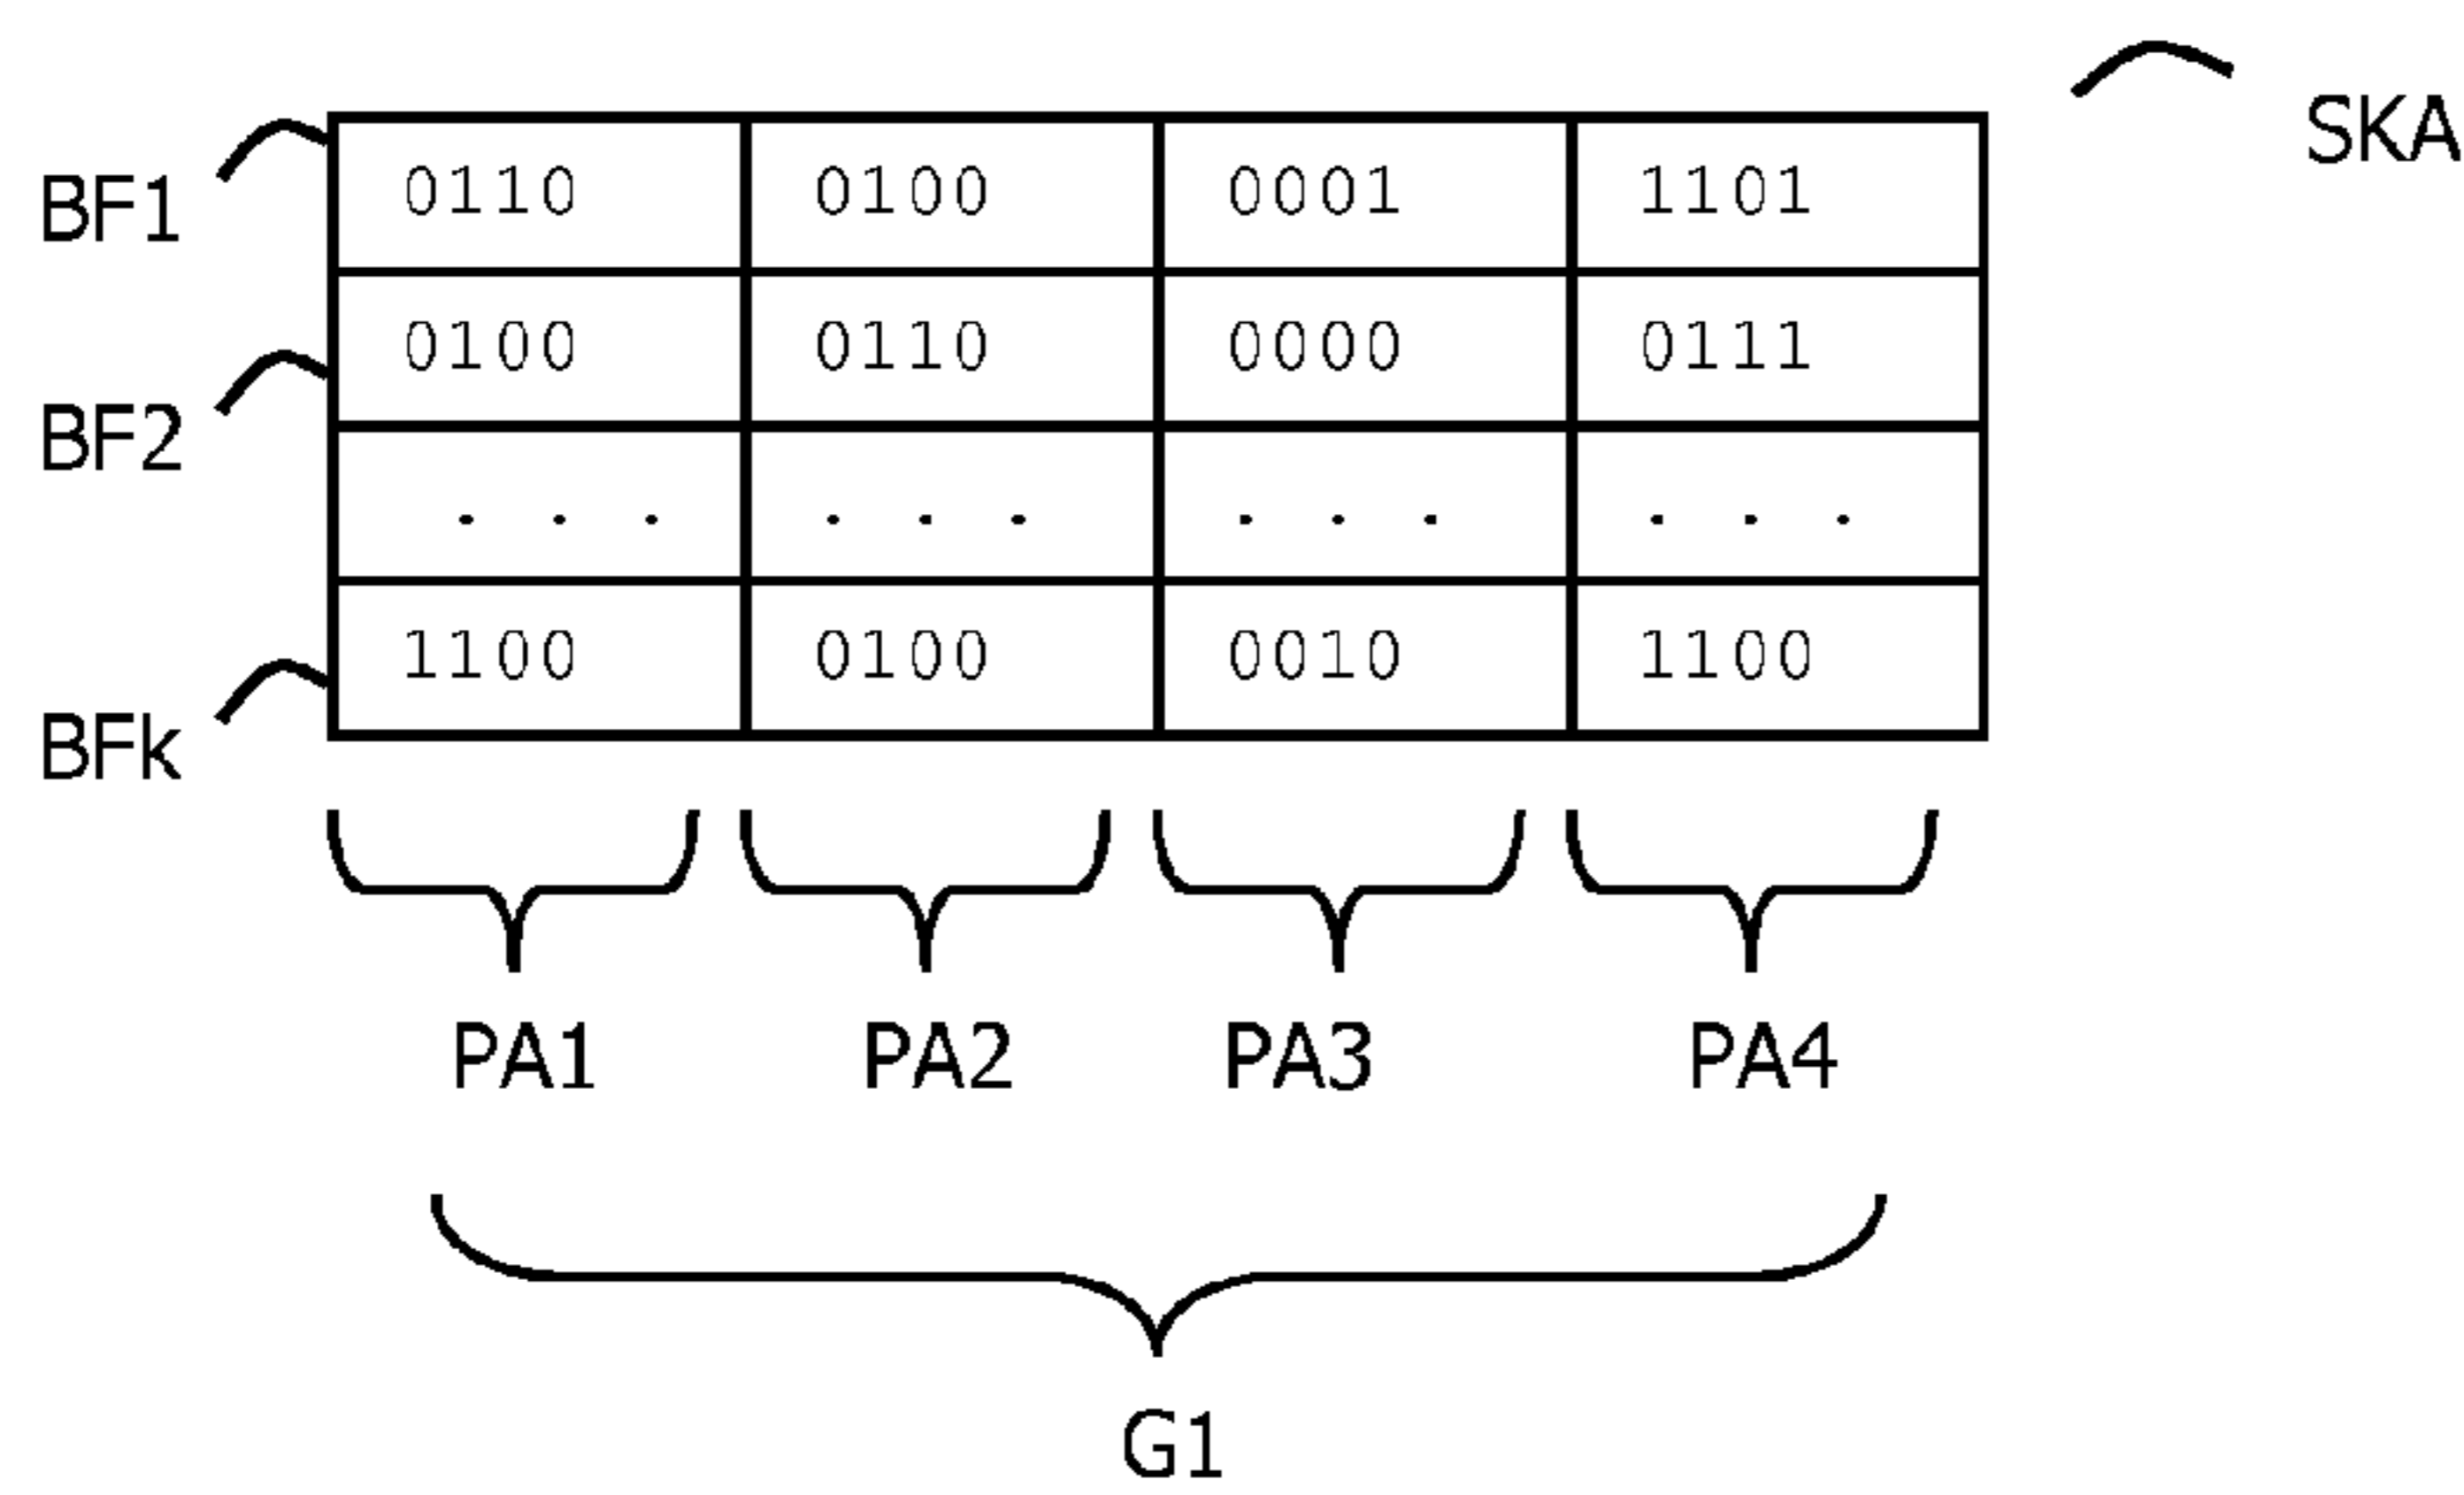 SKA
BF1 0110 0100 0001 1101
BF2 0100 0110 0000 0111
. . . . . . . . . . . .
BFk 1100 0100 0010 1100
PA1 PA2 PA3 PA4
G1